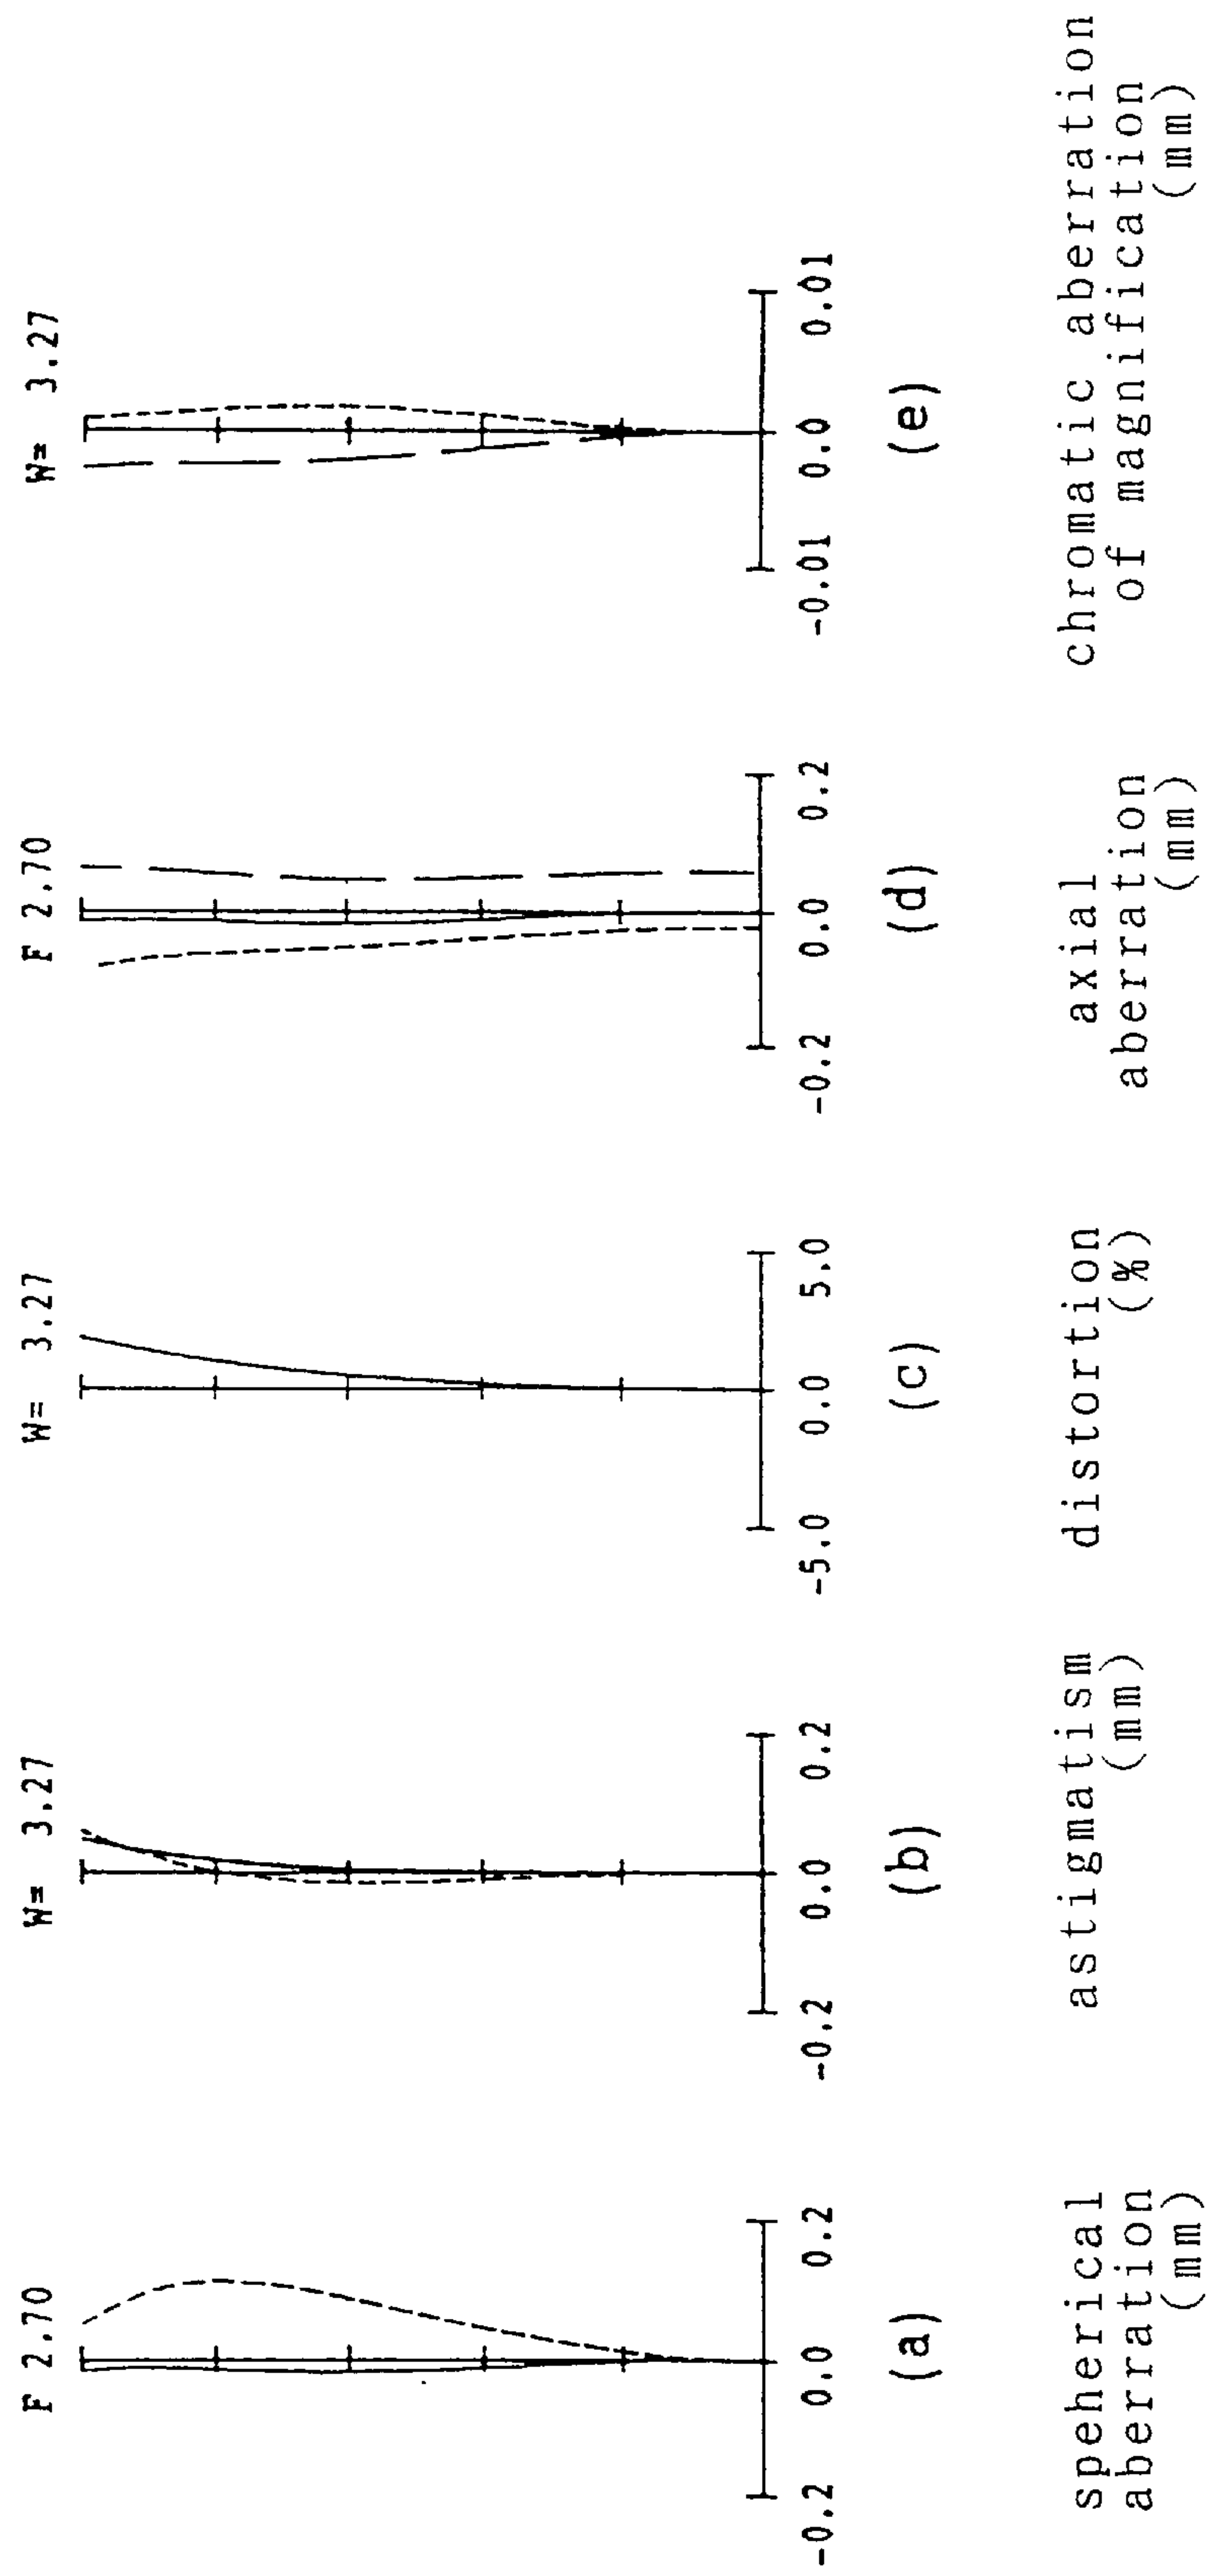 F 2.70
-0.2 0.0 0.2
(a)
speherical
aberration
(mm)
W= 3.27
-0.2 0.0 0.2
(b)
astigmatism
(mm)
W= 3.27
-5.0 0.0 5.0
(c)
distortion
(%)
F 2.70
-0.2 0.0 0.2
(d)
axial
aberration
(mm)
W= 3.27
-0.01 0.0 0.01
(e)
chromatic aberration
of magnification
(mm)